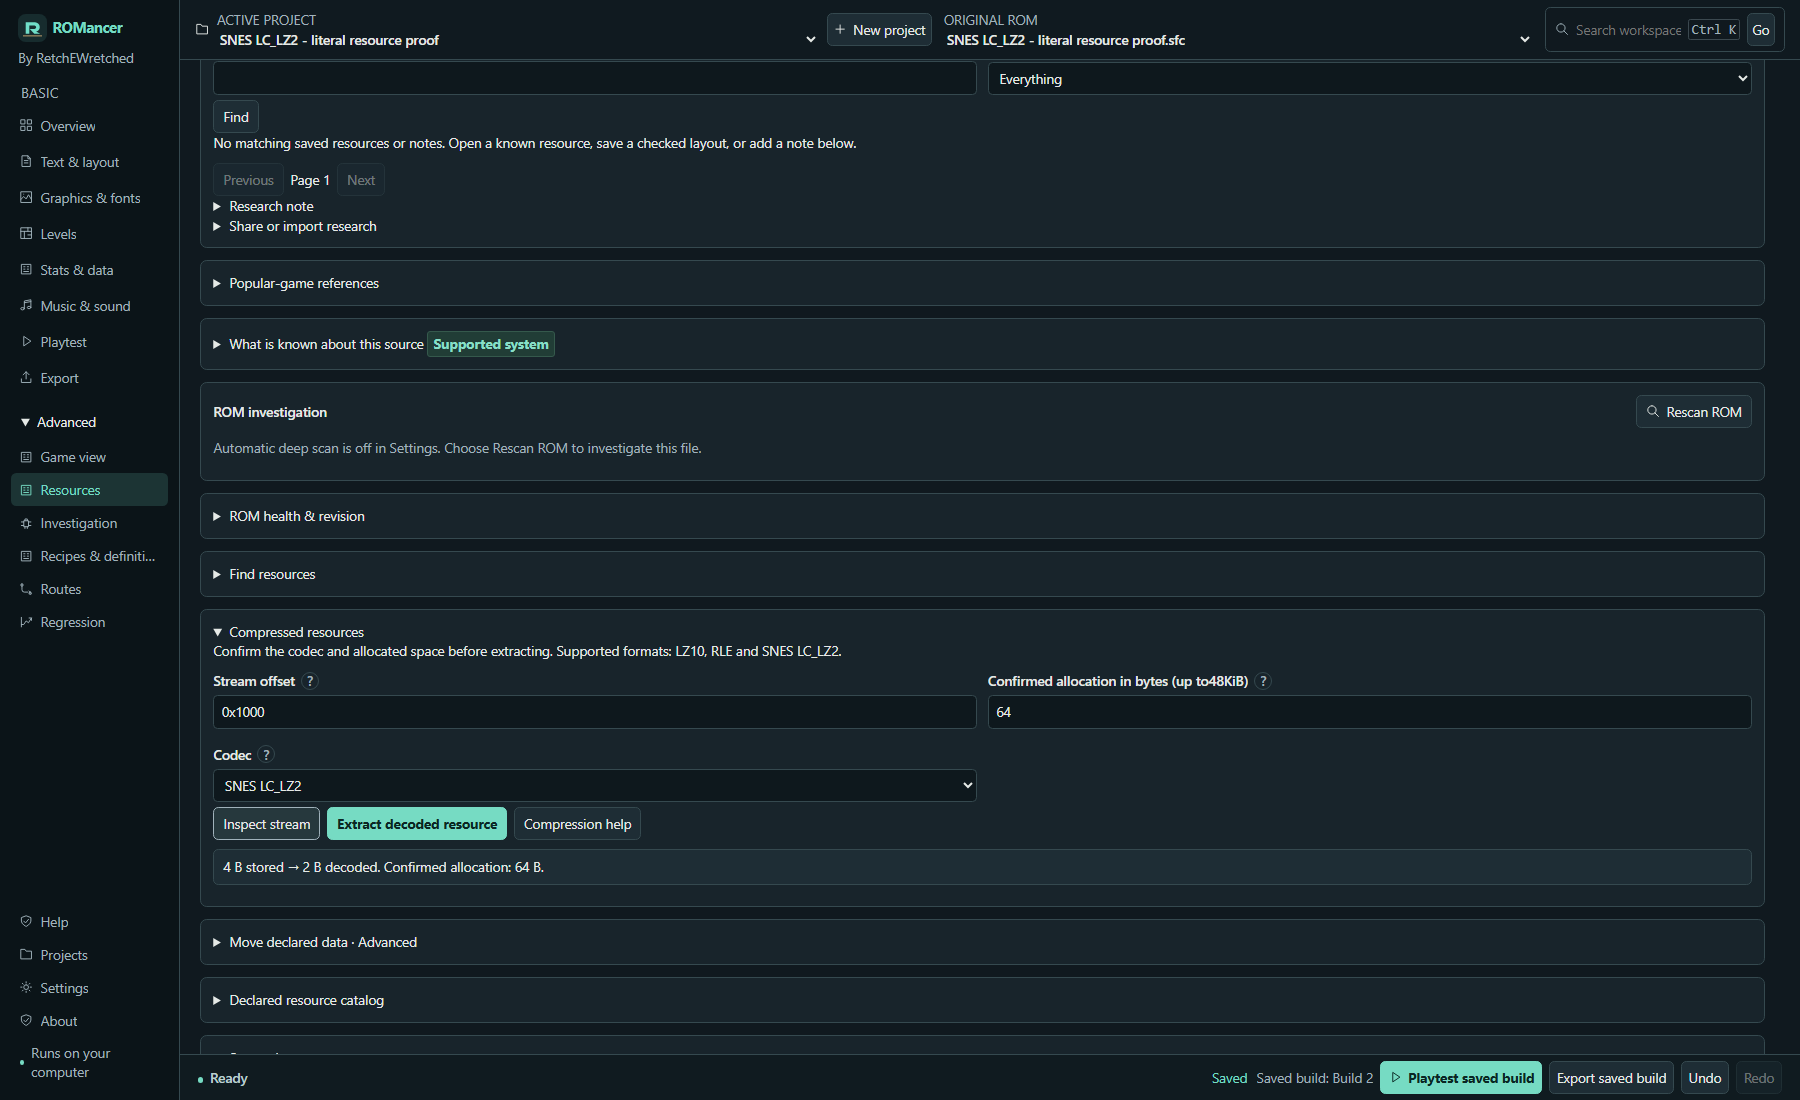 ROMancer
By RetchEWretched
BASIC
Overview
Text & layout
Graphics & fonts
Levels
Stats & data
Music & sound
Playtest
Export
Advanced
Game view
Resources
Investigation
Recipes & definiti...
Routes
Regression
Help
Projects
Settings
About
Runs on your
computer
ACTIVE PROJECT
SNES LC_LZ2 - literal resource proof
+ New project
ORIGINAL ROM
SNES LC_LZ2 - literal resource proof.sfc
Search workspace Ctrl K Go
Everything
Find
No matching saved resources or notes. Open a known resource, save a checked layout, or add a note below.
Previous Page 1 Next
Research note
Share or import research
Popular-game references
What is known about this source Supported system
ROM investigation
Rescan ROM
Automatic deep scan is off in Settings. Choose Rescan ROM to investigate this file.
ROM health & revision
Find resources
Compressed resources
Confirm the codec and allocated space before extracting. Supported formats: LZ10, RLE and SNES LC_LZ2.
Stream offset ?
Confirmed allocation in bytes (up to48KiB) ?
0x1000
64
Codec ?
SNES LC_LZ2
Inspect stream Extract decoded resource Compression help
4 B stored → 2 B decoded. Confirmed allocation: 64 B.
Move declared data · Advanced
Declared resource catalog
Ready
Saved Saved build: Build 2 Playtest saved build Export saved build Undo Redo